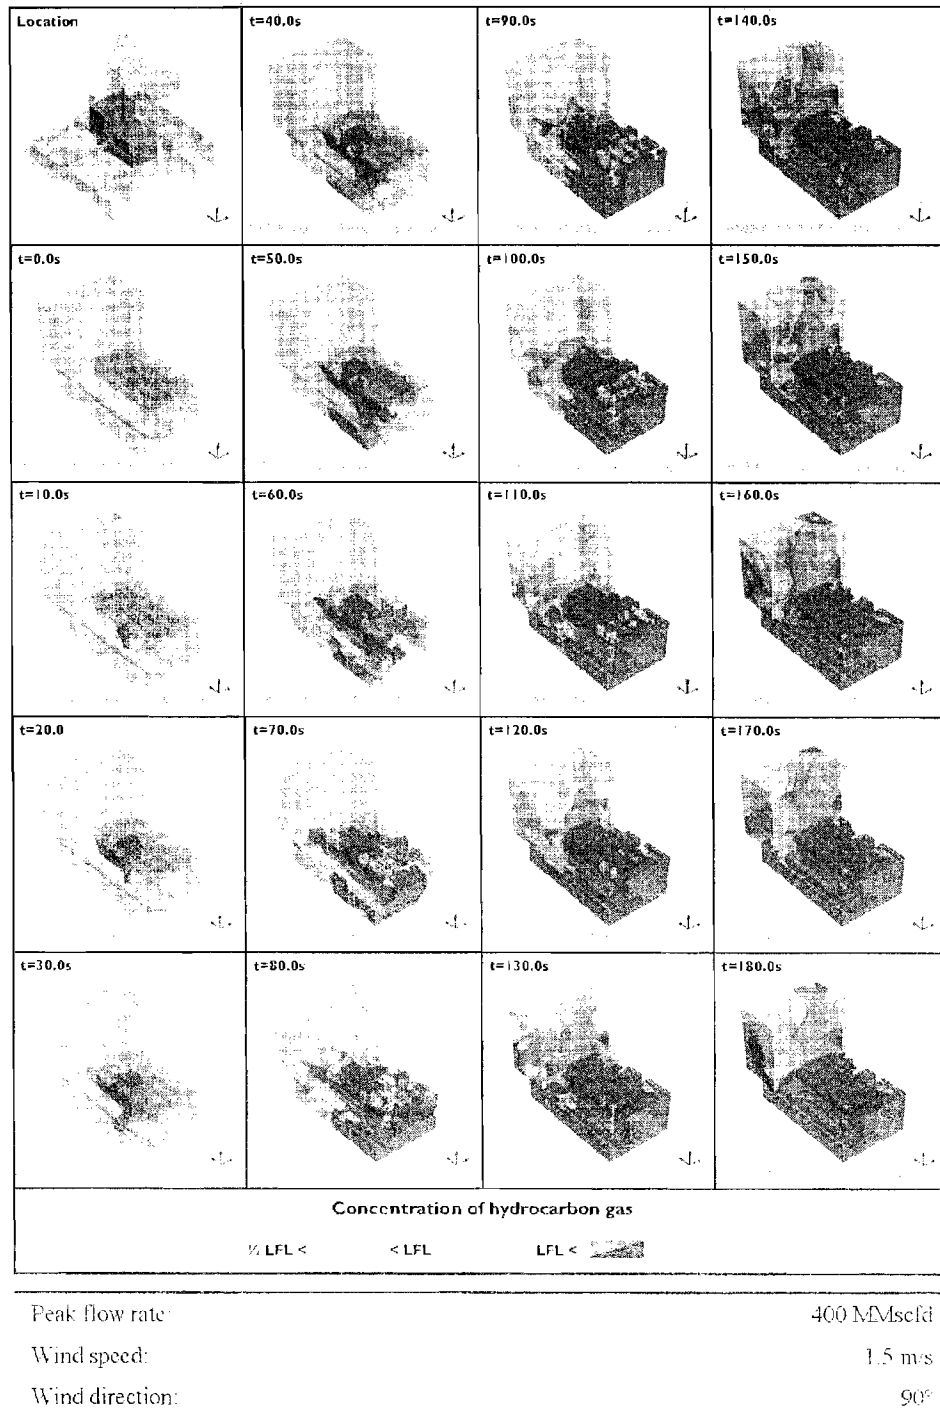 Location
t=40.0s
t=90.0s
t=140.0s
t=0.0s
t=50.0s
t=100.0s
t=150.0s
t=10.0s
t=60.0s
t=110.0s
t=160.0s
t=20.0
t=70.0s
t=120.0s
t=170.0s
t=30.0s
t=80.0s
t=130.0s
t=180.0s
Concentration of hydrocarbon gas
½ LFL < < LFL LFL <
Peak flow rate: 400 MMscfd
Wind speed: 1.5 m/s
Wind direction: 90°